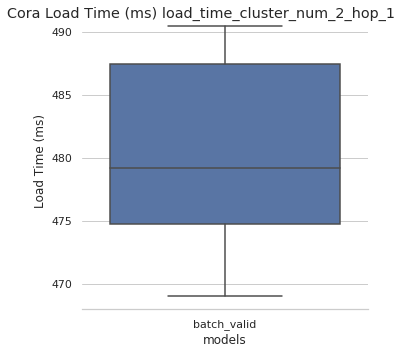 Cora Load Time (ms) load_time_cluster_num_2_hop_1
490
485
480
475
470
Load Time (ms)
batch_valid
models